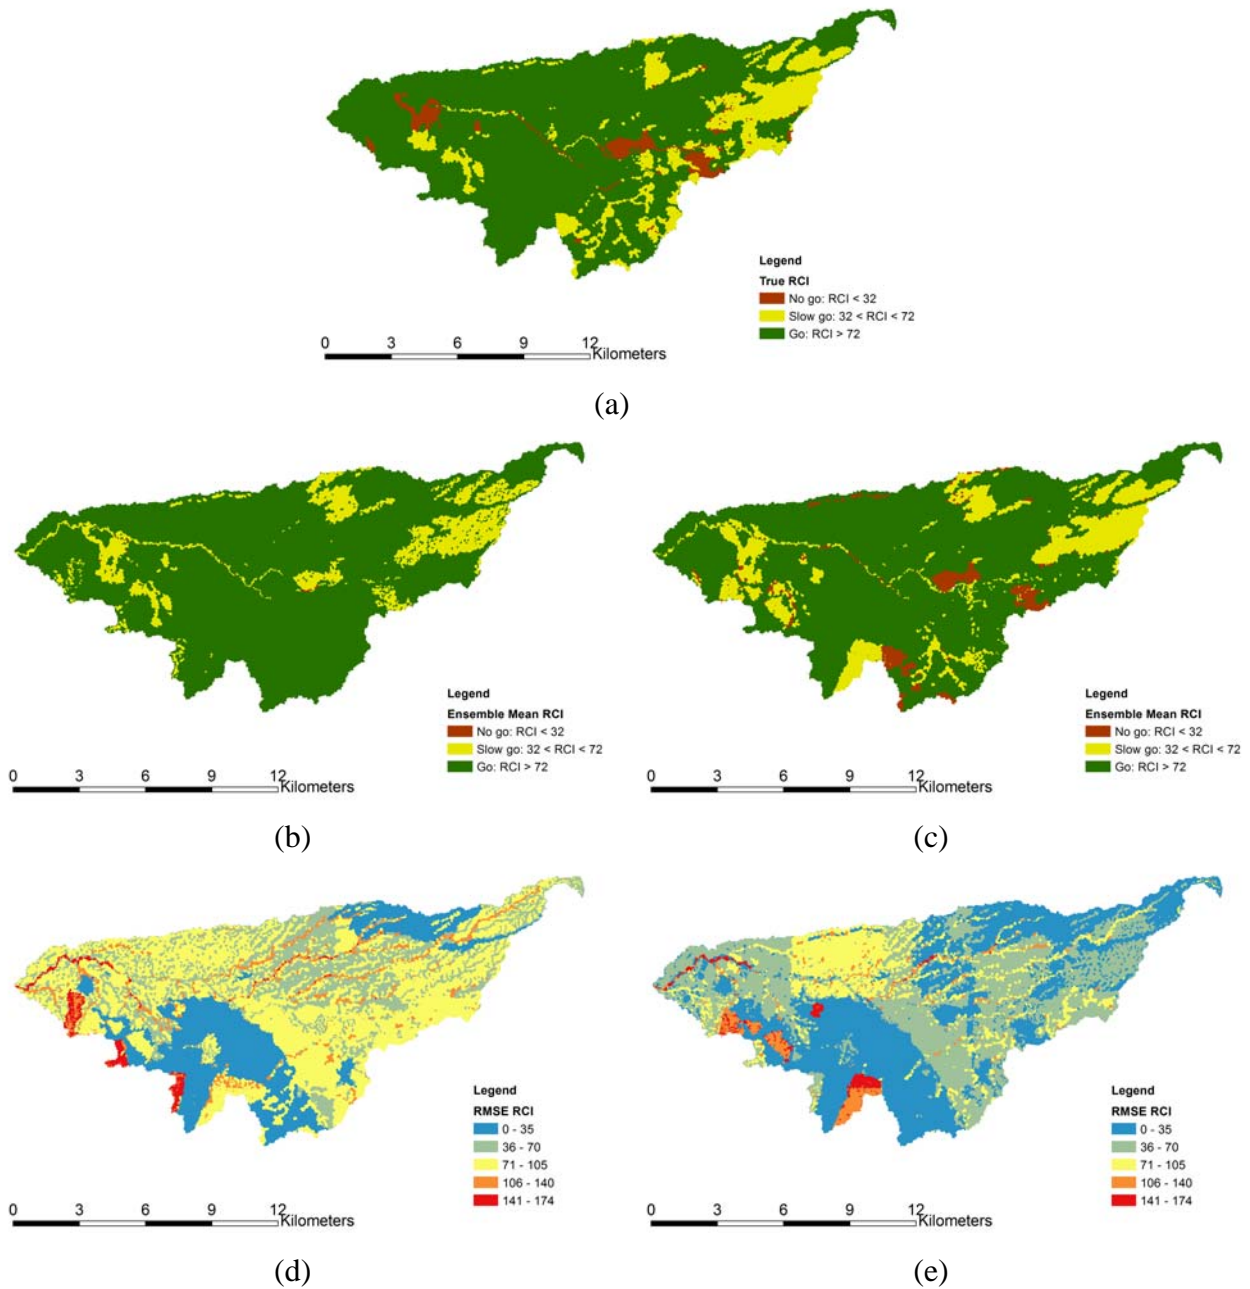 Legend
True RCI
No go: RCI < 32
Slow go: 32 < RCI < 72
Go: RCI > 72
0 3 6 9 12
Kilometers
(a)
Legend
Ensemble Mean RCI
No go: RCI < 32
Slow go: 32 < RCI < 72
Go: RCI > 72
0 3 6 9 12
Kilometers
(b)
Legend
Ensemble Mean RCI
No go: RCI < 32
Slow go: 32 < RCI < 72
Go: RCI > 72
0 3 6 9 12
Kilometers
(c)
Legend
RMSE RCI
0 - 35
36 - 70
71 - 105
106 - 140
141 - 174
0 3 6 9 12
Kilometers
(d)
Legend
RMSE RCI
0 - 35
36 - 70
71 - 105
106 - 140
141 - 174
0 3 6 9 12
Kilometers
(e)